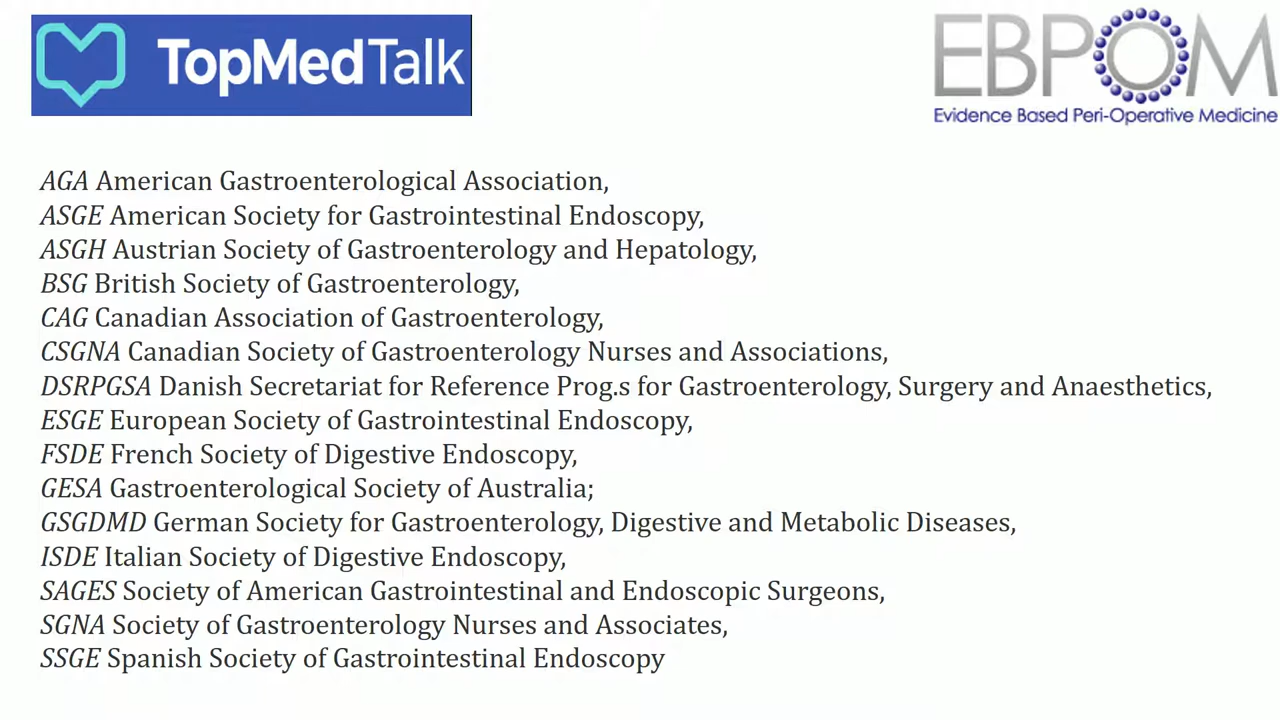 TopMedTalk
EBPOM
Evidence Based Peri-Operative Medicine
AGA American Gastroenterological Association,
ASGE American Society for Gastrointestinal Endoscopy,
ASGH Austrian Society of Gastroenterology and Hepatology,
BSG British Society of Gastroenterology,
CAG Canadian Association of Gastroenterology,
CSGNA Canadian Society of Gastroenterology Nurses and Associations,
DSRPGSA Danish Secretariat for Reference Prog.s for Gastroenterology, Surgery and Anaesthetics,
ESGE European Society of Gastrointestinal Endoscopy,
FSDE French Society of Digestive Endoscopy,
GESA Gastroenterological Society of Australia;
GSGDMD German Society for Gastroenterology, Digestive and Metabolic Diseases,
ISDE Italian Society of Digestive Endoscopy,
SAGES Society of American Gastrointestinal and Endoscopic Surgeons,
SGNA Society of Gastroenterology Nurses and Associates,
SSGE Spanish Society of Gastrointestinal Endoscopy